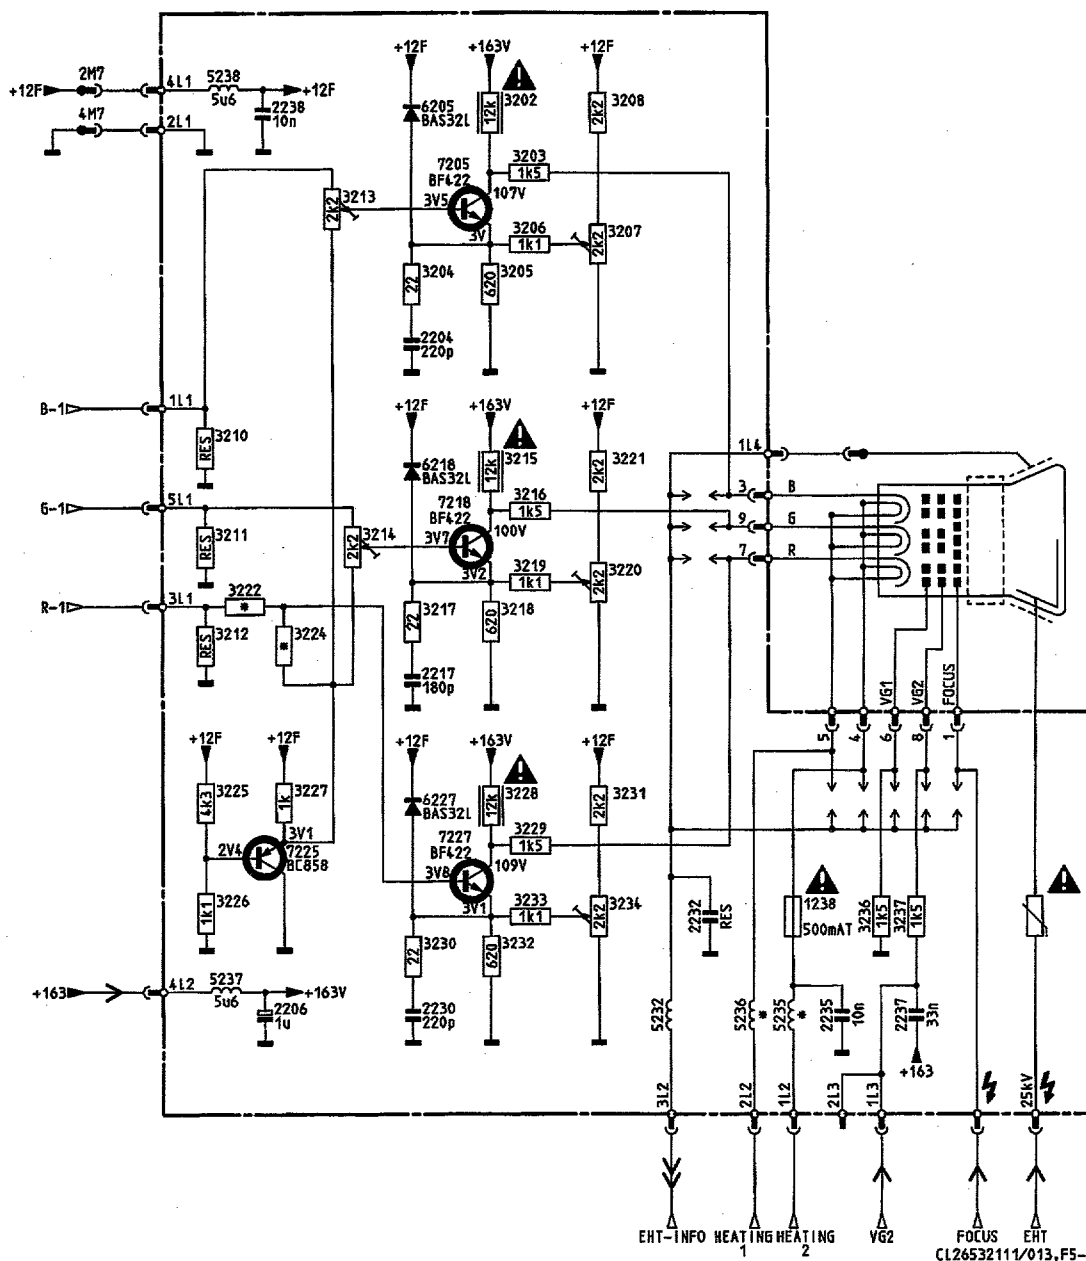 +12F
2M7
4L1
5238
5u6
+12F
2238
10n
4M7
2L1
+12F
+163V
+12F
6205
BAS32L
12k
3202
2k2
3208
7205
BF422
3203
1k5
3V5
107V
3V
2k2
3213
3206
1k1
2k2
3207
22
3204
620
3205
2204
220p
B-1
1L1
RES
3210
+12F
+163V
+12F
6218
BAS32L
12k
3215
2k2
3221
7218
BF422
3216
1k5
3V7
100V
3V2
G-1
5L1
RES
3211
2k2
3214
3219
1k1
2k2
3220
R-1
3L1
3222
*
RES
3212
*
3224
22
3217
620
3218
2217
180p
1L4
3
B
9
G
7
R
VG1
VG2
FOCUS
5
4
6
8
1
+12F
+12F
4k3
3225
1k
3227
2V4
3V1
7225
BC858
1k1
3226
+12F
+163V
+12F
6227
BAS32L
12k
3228
2k2
3231
7227
BF422
3229
1k5
3V8
109V
3V1
3233
1k1
2k2
3234
22
3230
620
3232
2230
220p
+163
4L2
5237
5u6
+163V
2206
1u
2232
RES
1238
500mAT
3236
1k5
3237
1k5
5232
5236
*
5235
*
2235
10n
2237
33n
+163
3L2
2L2
1L2
2L3
1L3
25kV
EHT-INFO
HEATING
1
HEATING
2
VG2
FOCUS
EHT
CL26532111/013.F5-